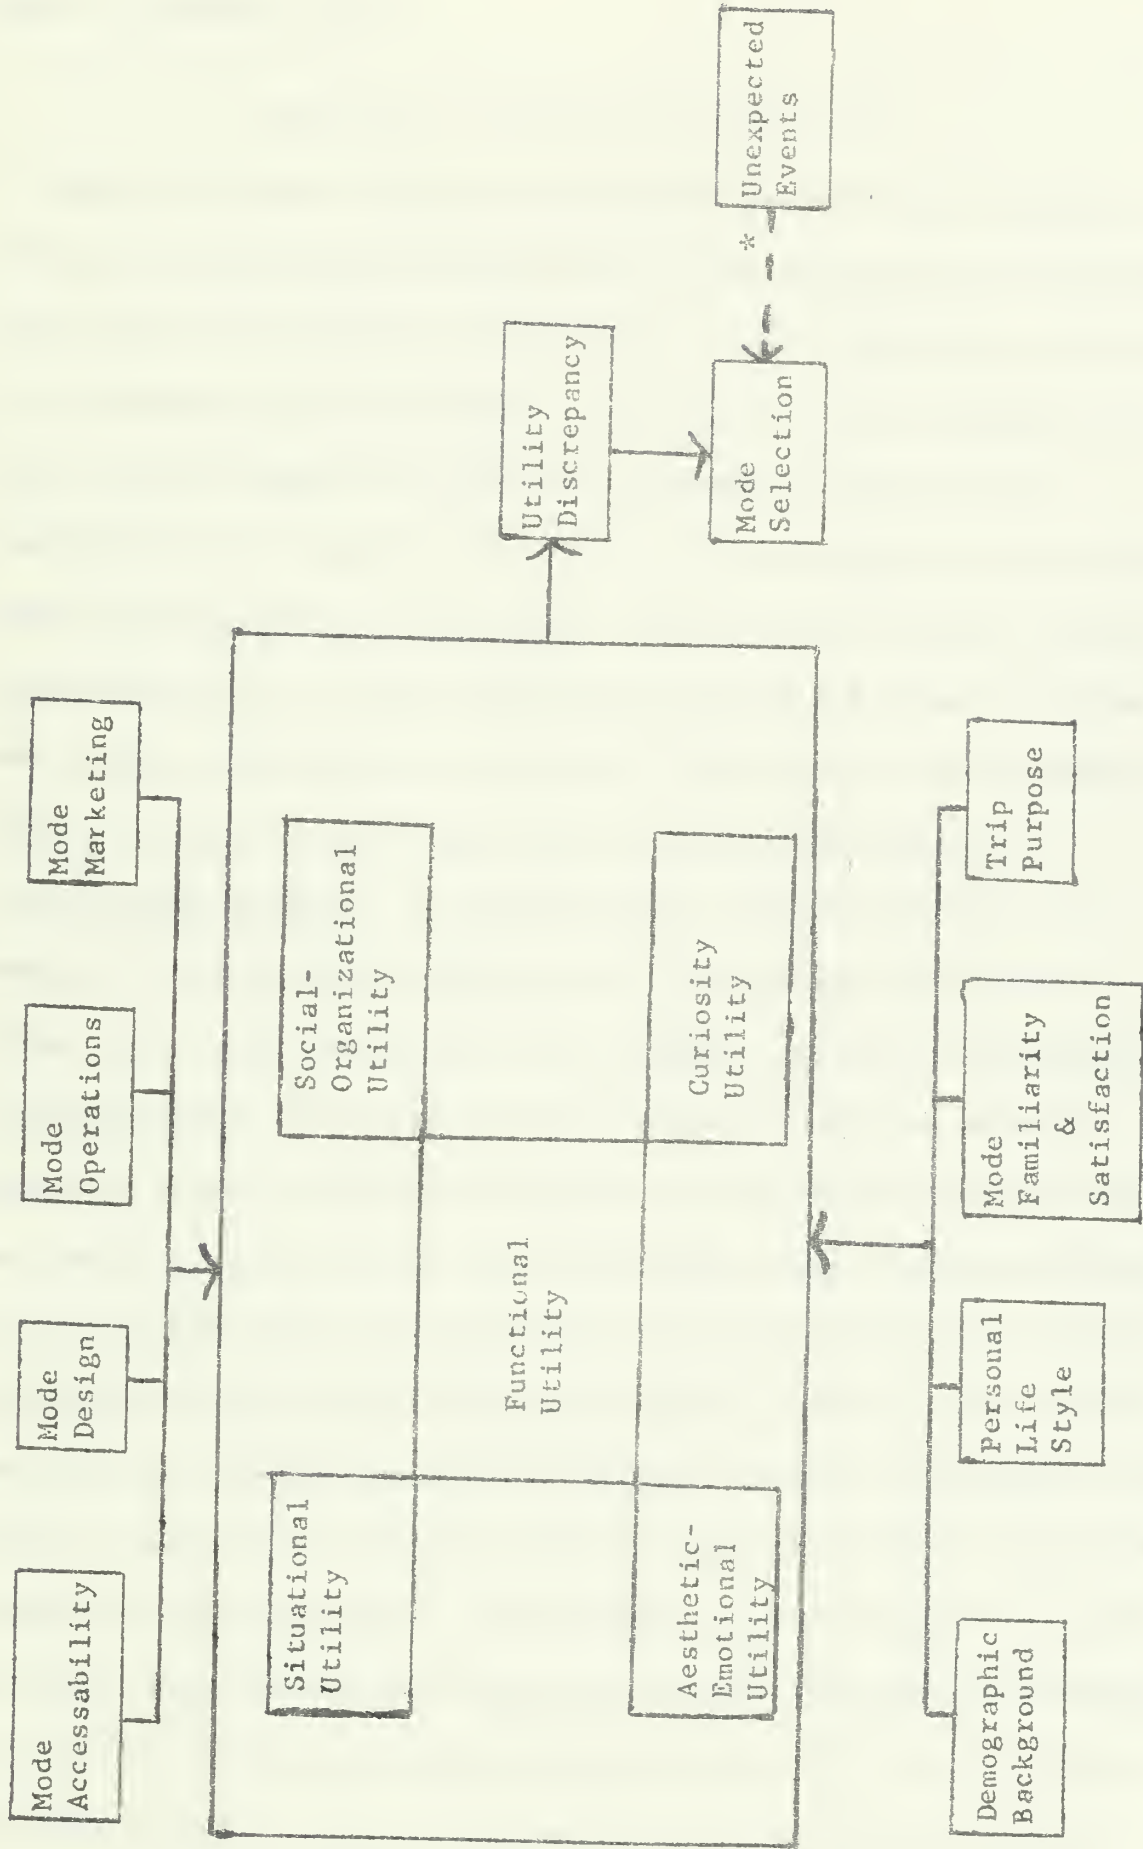 Mode
Accessability
Mode
Design
Mode
Operations
Mode
Marketing
Situational
Utility
Social-
Organizational
Utility
Functional
Utility
Aesthetic-
Emotional
Utility
Curiosity
Utility
Utility
Discrepancy
Mode
Selection
*
Unexpected
Events
Demographic
Background
Personal
Life
Style
Mode
Familiarity
&
Satisfaction
Trip
Purpose